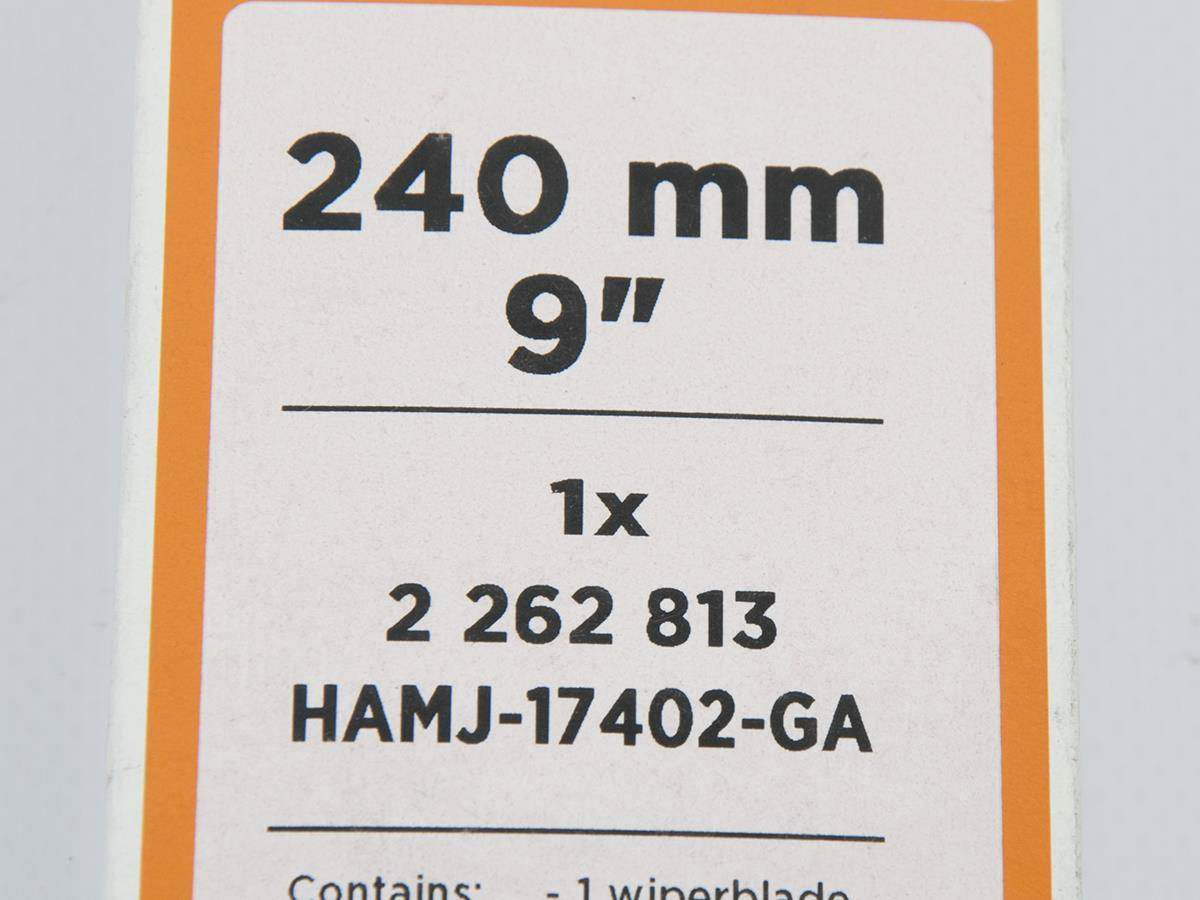 240 mm
9"
1x
2 262 813
HAMJ-17402-GA
Contains: - 1 wiperblade